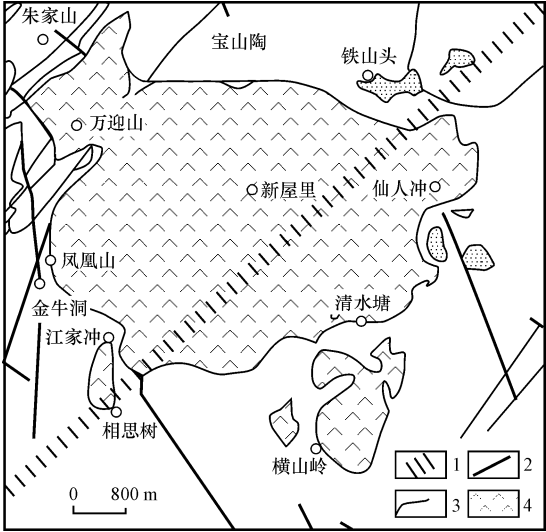 朱家山
宝山陶
铁山头
万迎山
新屋里
仙人冲
凤凰山
金牛洞
清水塘
江家冲
相思树
横山岭
0 800 m
1
2
3
4